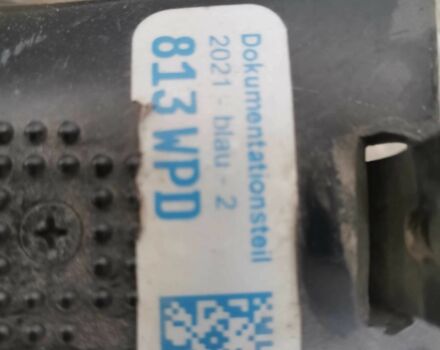 Dokumentationsteil
2021 - blau - 2
813 WPD